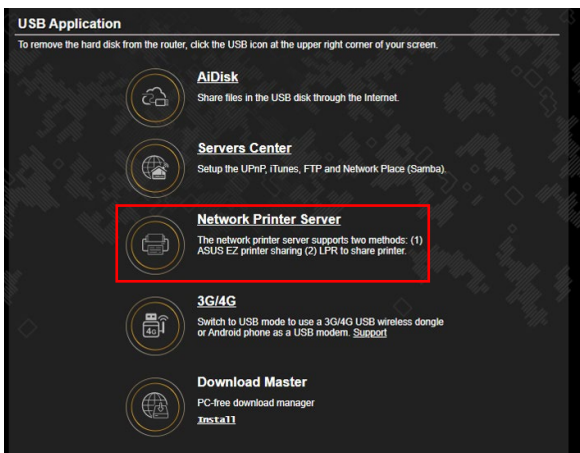 USB Application
To remove the hard disk from the router, click the USB icon at the upper right corner of your screen.
AiDisk
Share files in the USB disk through the Internet.
Servers Center
Setup the UPnP, iTunes, FTP and Network Place (Samba).
Network Printer Server
The network printer server supports two methods: (1)
ASUS EZ printer sharing (2) LPR to share printer.
4G
3G/4G
Switch to USB mode to use a 3G/4G USB wireless dongle
or Android phone as a USB modem. Support
Download Master
PC-free download manager
Install